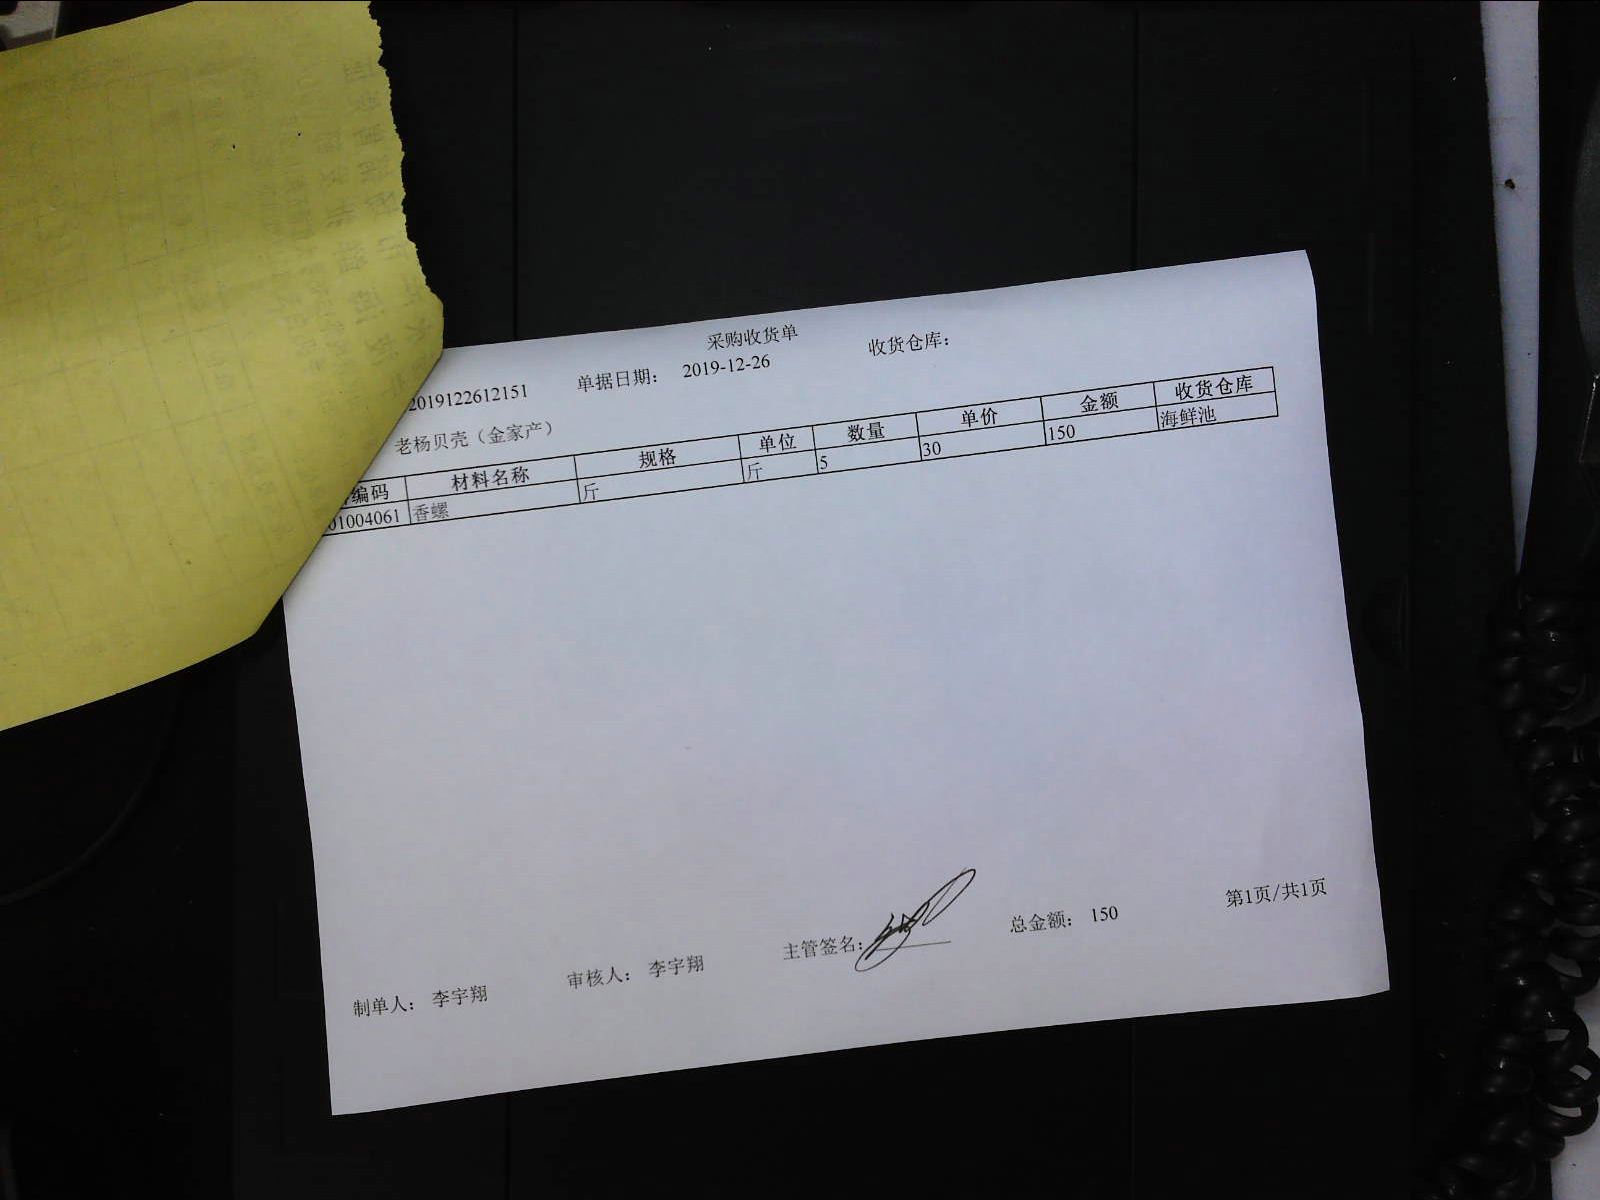 采购收货单
2019122612151 单据日期： 2019-12-26 收货仓库：
老杨贝壳（金家产）
编码 材料名称 规格 单位 数量 单价 金额 收货仓库
01004061 香螺 斤 斤 5 30 150 海鲜池
制单人： 李宇翔 审核人： 李宇翔 主管签名： 总金额： 150 第1页/共1页